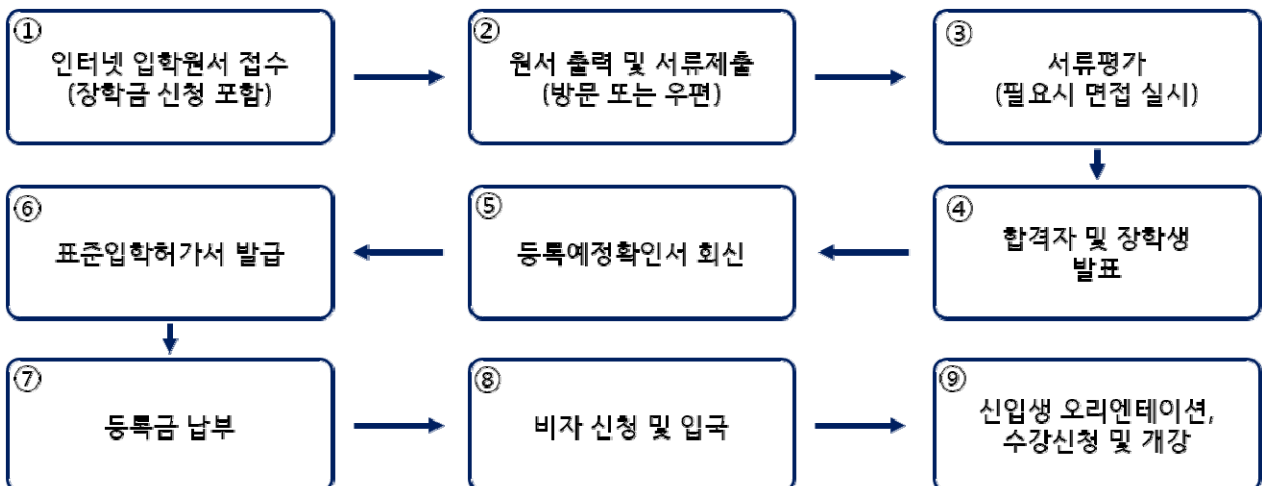 ①
인터넷 입학원서 접수
(장학금 신청 포함)
②
원서 출력 및 서류제출
(방문 또는 우편)
③
서류평가
(필요시 면접 실시)
④
합격자 및 장학생
발표
⑤
등록예정확인서 회신
⑥
표준입학허가서 발급
⑦
등록금 납부
⑧
비자 신청 및 입국
⑨
신입생 오리엔테이션,
수강신청 및 개강